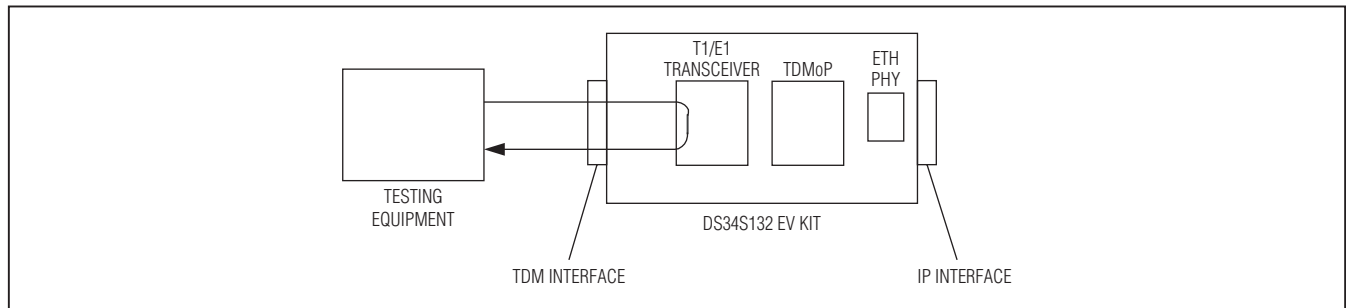 T1/E1
TRANSCEIVER
TDMoP
ETH
PHY
TESTING
EQUIPMENT
DS34S132 EV KIT
TDM INTERFACE
IP INTERFACE